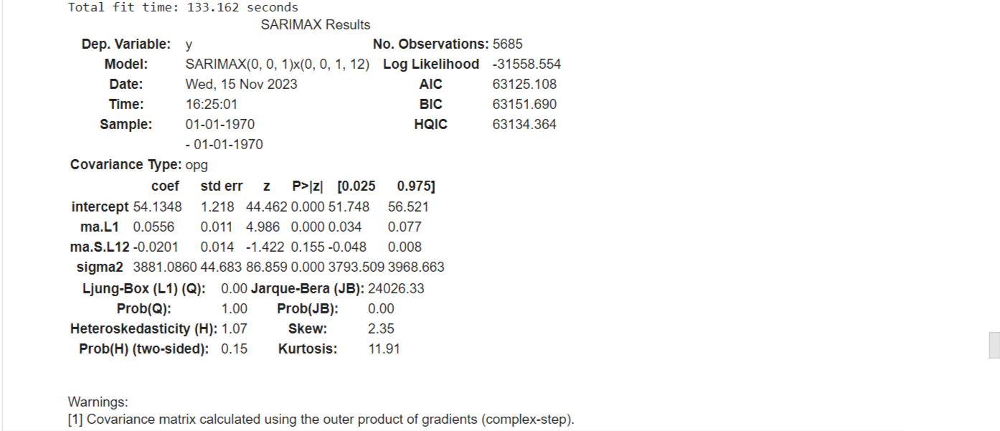 Total fit time: 133.162 seconds
SARIMAX Results
Dep. Variable: y No. Observations: 5685
Model: SARIMAX(0, 0, 1)x(0, 0, 1, 12) Log Likelihood -31558.554
Date: Wed, 15 Nov 2023 AIC 63125.108
Time: 16:25:01 BIC 63151.690
Sample: 01-01-1970 HQIC 63134.364
- 01-01-1970
Covariance Type: opg
coef std err z P>|z| [0.025 0.975]
intercept 54.1348 1.218 44.462 0.000 51.748 56.521
ma.L1 0.0556 0.011 4.986 0.000 0.034 0.077
ma.S.L12 -0.0201 0.014 -1.422 0.155 -0.048 0.008
sigma2 3881.0860 44.683 86.859 0.000 3793.509 3968.663
Ljung-Box (L1) (Q): 0.00 Jarque-Bera (JB): 24026.33
Prob(Q): 1.00 Prob(JB): 0.00
Heteroskedasticity (H): 1.07 Skew: 2.35
Prob(H) (two-sided): 0.15 Kurtosis: 11.91
Warnings:
[1] Covariance matrix calculated using the outer product of gradients (complex-step).